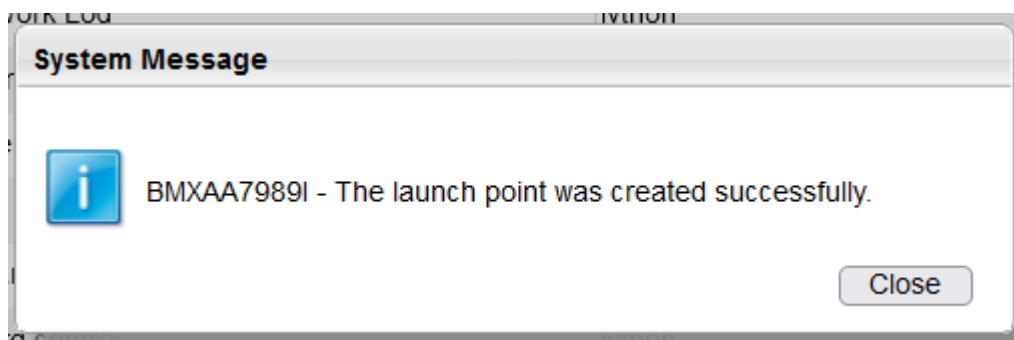 System Message
BMXAA7989I - The launch point was created successfully.
Close